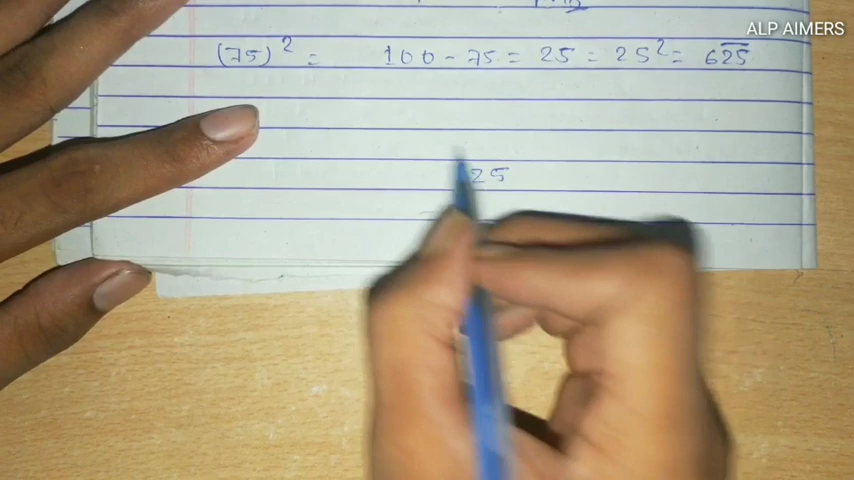 ALP AIMERS
(75)² = 100 - 75 = 25 = 25² = 625
25